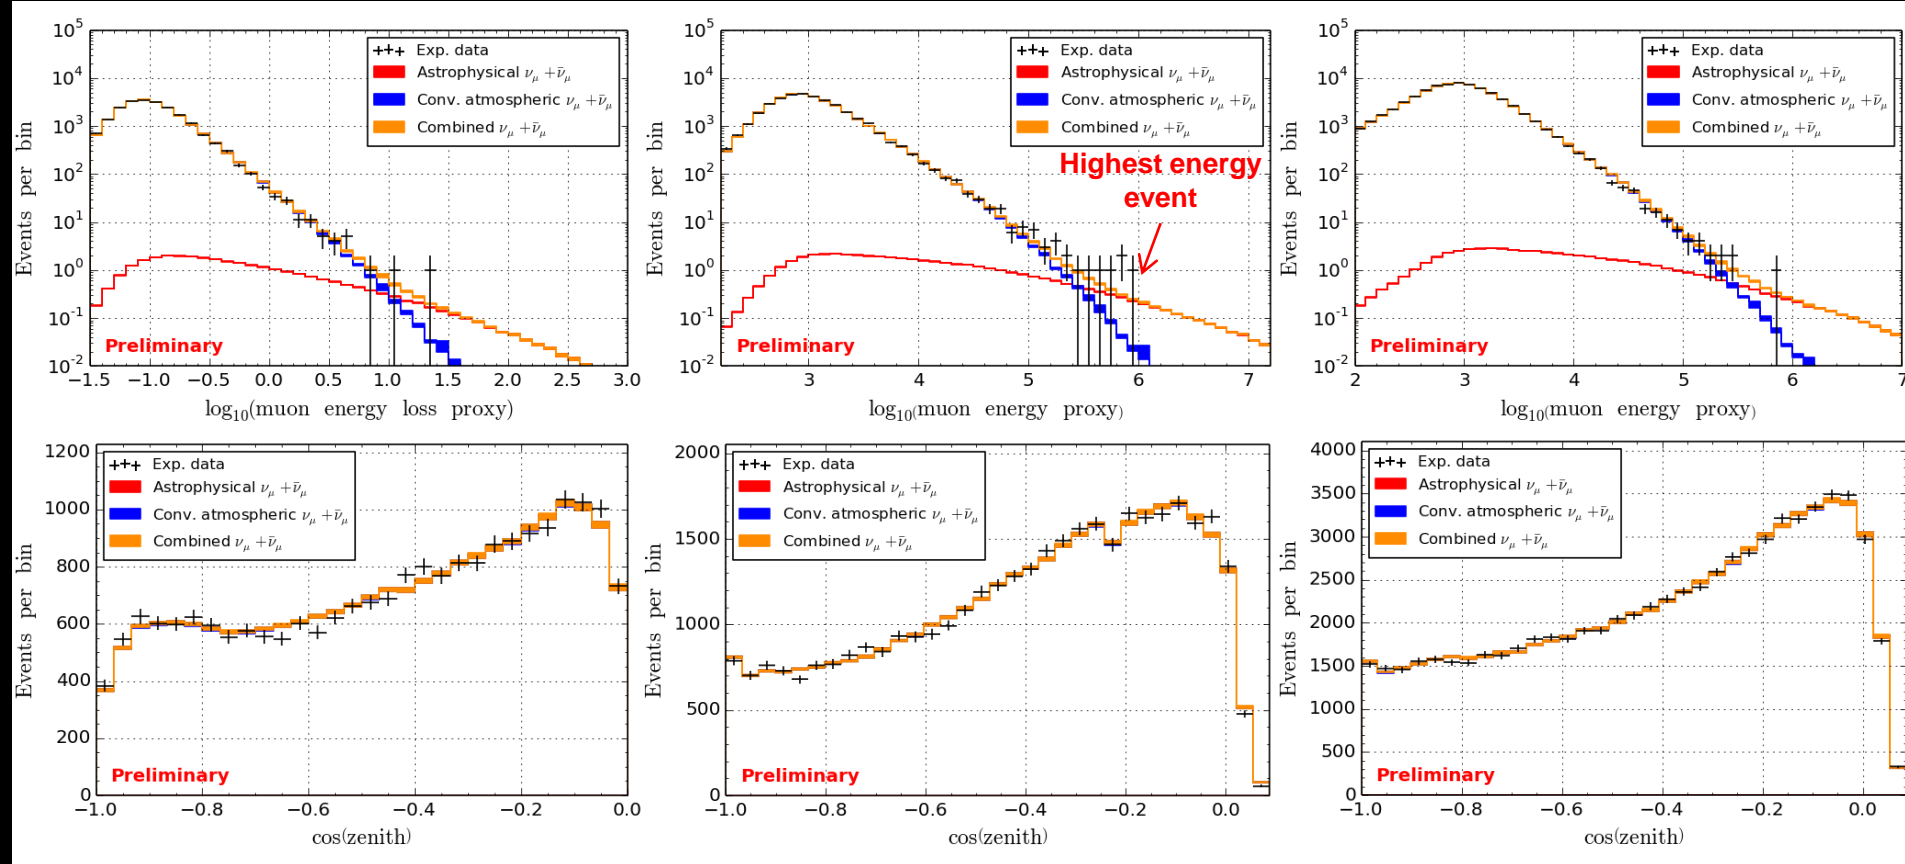 10^5
10^4
10^3
10^2
10^1
10^0
10^-1
10^-2
Events per bin
Exp. data
Astrophysical ν_μ + ν̄_μ
Conv. atmospheric ν_μ + ν̄_μ
Combined ν_μ + ν̄_μ
Preliminary
−1.5 −1.0 −0.5 0.0 0.5 1.0 1.5 2.0 2.5 3.0
log10(muon energy loss proxy)
10^5
10^4
10^3
10^2
10^1
10^0
10^-1
10^-2
Events per bin
Exp. data
Astrophysical ν_μ + ν̄_μ
Conv. atmospheric ν_μ + ν̄_μ
Combined ν_μ + ν̄_μ
Highest energy
event
Preliminary
3 4 5 6 7
log10(muon energy proxy)
10^5
10^4
10^3
10^2
10^1
10^0
10^-1
10^-2
Events per bin
Exp. data
Astrophysical ν_μ + ν̄_μ
Conv. atmospheric ν_μ + ν̄_μ
Combined ν_μ + ν̄_μ
Preliminary
2 3 4 5 6 7
log10(muon energy proxy)
1200
1000
800
600
400
200
0
Events per bin
Exp. data
Astrophysical ν_μ + ν̄_μ
Conv. atmospheric ν_μ + ν̄_μ
Combined ν_μ + ν̄_μ
Preliminary
−1.0 −0.8 −0.6 −0.4 −0.2 0.0
cos(zenith)
2000
1500
1000
500
0
Events per bin
Exp. data
Astrophysical ν_μ + ν̄_μ
Conv. atmospheric ν_μ + ν̄_μ
Combined ν_μ + ν̄_μ
Preliminary
−1.0 −0.8 −0.6 −0.4 −0.2 0.0
cos(zenith)
4000
3500
3000
2500
2000
1500
1000
500
0
Events per bin
Exp. data
Astrophysical ν_μ + ν̄_μ
Conv. atmospheric ν_μ + ν̄_μ
Combined ν_μ + ν̄_μ
Preliminary
−1.0 −0.8 −0.6 −0.4 −0.2 0.0
cos(zenith)